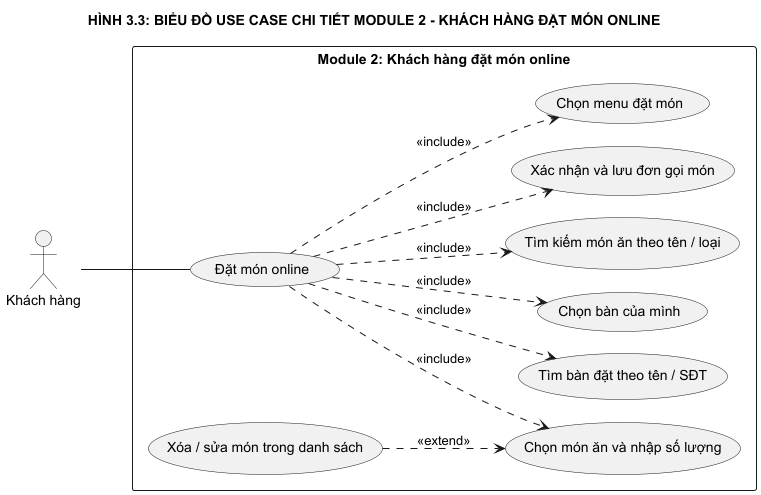 HÌNH 3.3: BIỂU ĐỒ USE CASE CHI TIẾT MODULE 2 - KHÁCH HÀNG ĐẶT MÓN ONLINE
Module 2: Khách hàng đặt món online
Chọn menu đặt món
«include»
Xác nhận và lưu đơn gọi món
«include»
Tìm kiếm món ăn theo tên / loại
«include»
Đặt món online
Khách hàng
«include»
Chọn bàn của mình
«include»
Tìm bàn đặt theo tên / SĐT
«include»
Xóa / sửa món trong danh sách
«extend»
Chọn món ăn và nhập số lượng